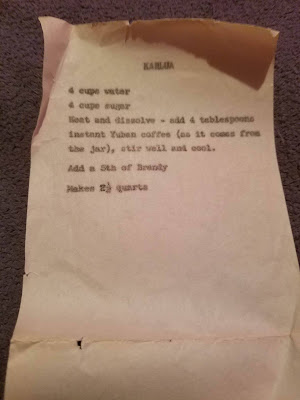 KAHLUA
4 cups water
4 cups sugar
Heat and dissolve - add 4 tablespoons
instant Yuban coffee (as it comes from
the jar), stir well and cool.
Add a 5th of Brandy
Makes 2½ quarts